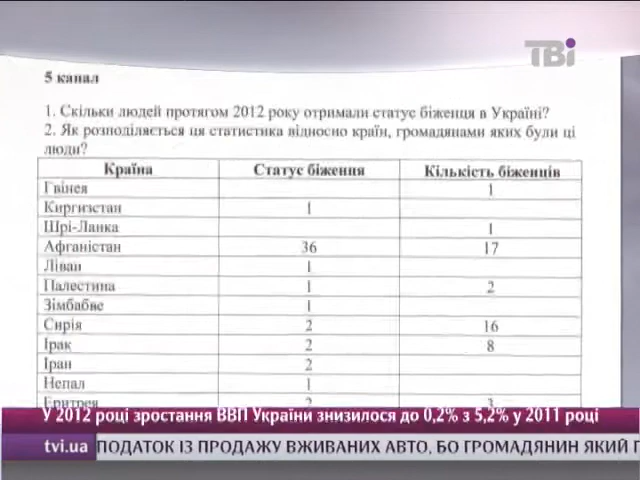 ТВі
5 канал
1. Скільки людей протягом 2012 року отримали статус біженця в Україні?
2. Як розподіляється ця статистика відносно країн, громадянами яких були ці
люди?
Країна Статус біженця Кількість біженців
Гвінея 1
Киргизстан 1
Шрі-Ланка 1
Афганістан 36 17
Ліван 1
Палестина 1 2
Зімбабве 1
Сирія 2 16
Ірак 2 8
Іран 2
Непал 1
Еритрея 2 3
У 2012 році зростання ВВП України знизилося до 0,2% з 5,2% у 2011 році
tvi.ua ПОДАТОК ІЗ ПРОДАЖУ ВЖИВАНИХ АВТО, БО ГРОМАДЯНИН ЯКИЙ